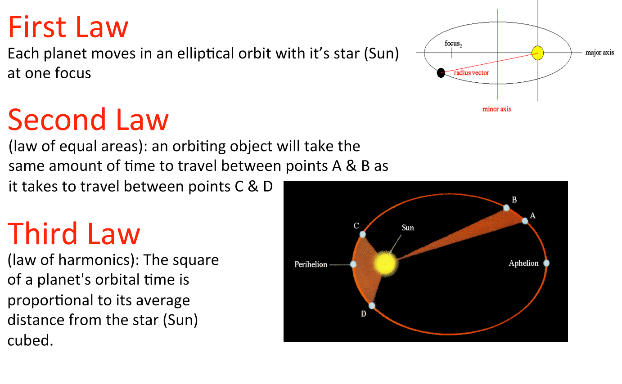 First Law
Each planet moves in an elliptical orbit with it’s star (Sun)
at one focus
focus2
major axis
radius vector
minor axis
Second Law
(law of equal areas): an orbiting object will take the
same amount of time to travel between points A & B as
it takes to travel between points C & D
Third Law
(law of harmonics): The square
of a planet's orbital time is
proportional to its average
distance from the star (Sun)
cubed.
B
A
C
Sun
Perihelion
Aphelion
D